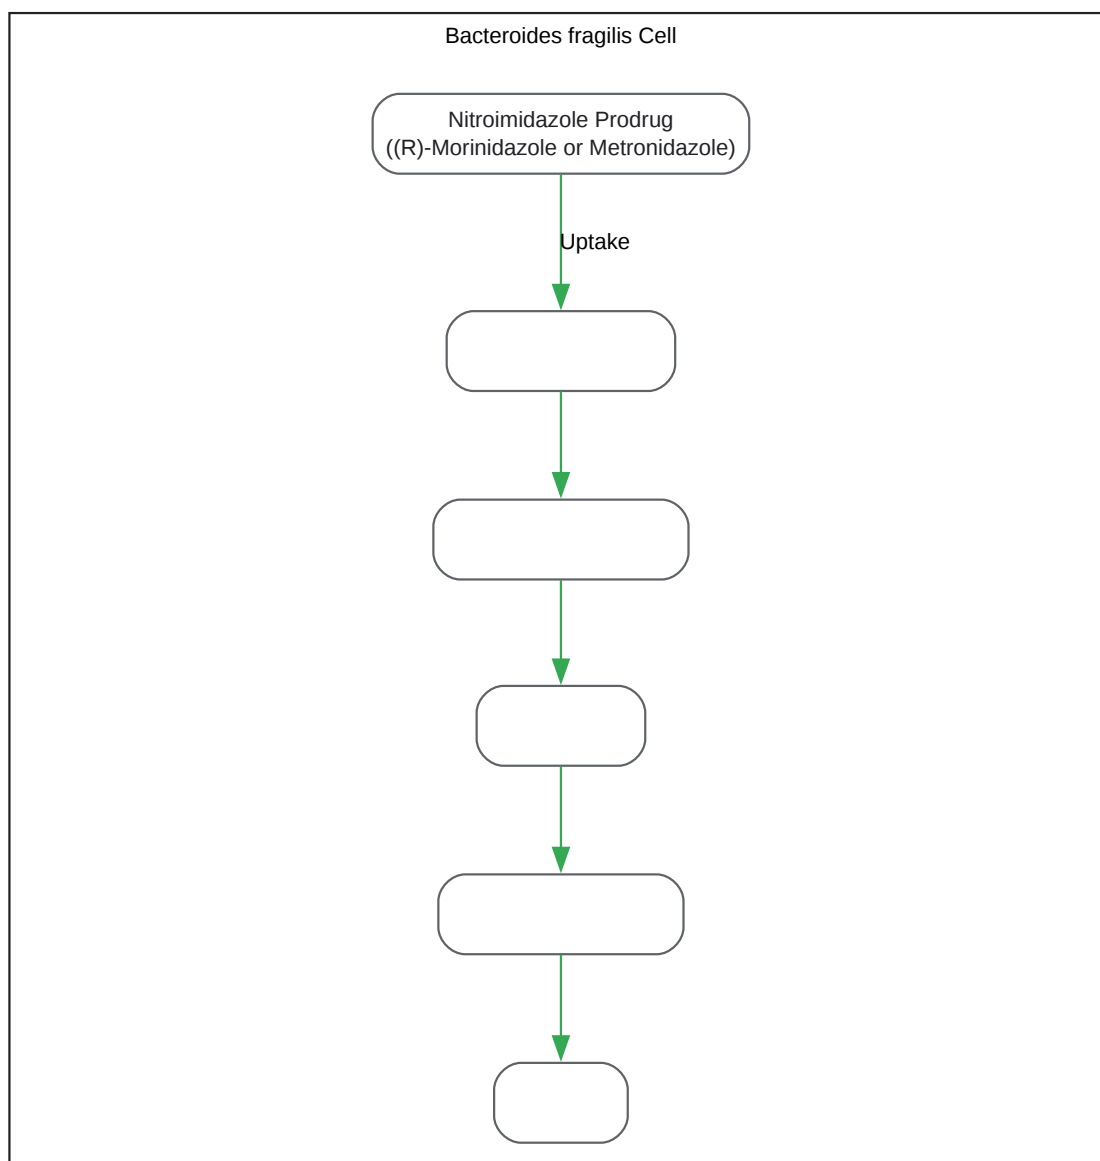 Bacteroides fragilis Cell
Nitroimidazole Prodrug
((R)-Morinidazole or Metronidazole)
Uptake